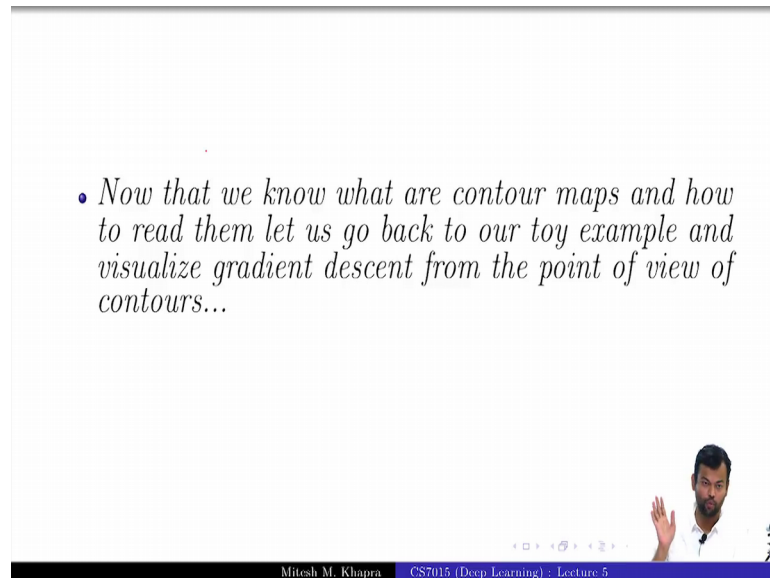 Now that we know what are contour maps and how
to read them let us go back to our toy example and
visualize gradient descent from the point of view of
contours...
Mitesh M. Khapra CS7015 (Deep Learning) : Lecture 5